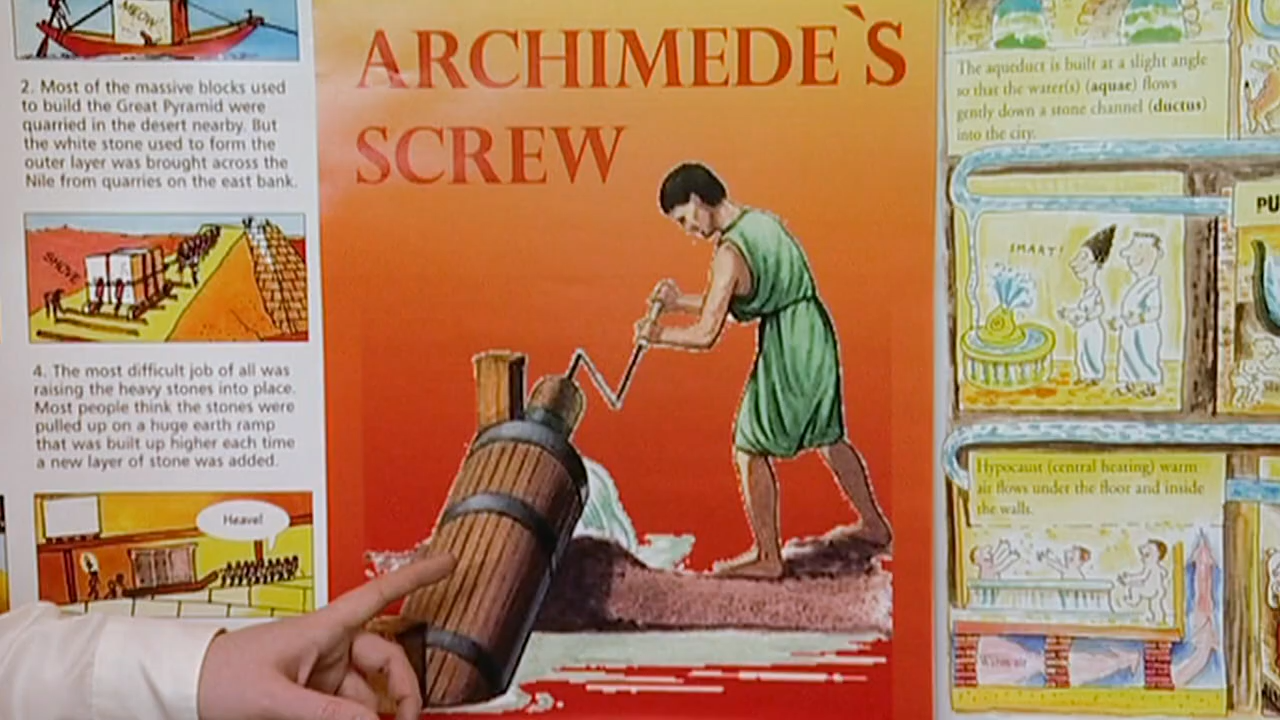 MEOW!
2. Most of the massive blocks used
to build the Great Pyramid were
quarried in the desert nearby. But
the white stone used to form the
outer layer was brought across the
Nile from quarries on the east bank.
SHOVE
4. The most difficult job of all was
raising the heavy stones into place.
Most people think the stones were
pulled up on a huge earth ramp
that was built up higher each time
a new layer of stone was added.
Heave!
ARCHIMEDE`S
SCREW
The aqueduct is built at a slight angle
so that the water(s) (aquae) flows
gently down a stone channel (ductus)
into the city.
PU
SMART!
Hypocaust (central heating) warm
air flows under the floor and inside
the walls.
Warm air